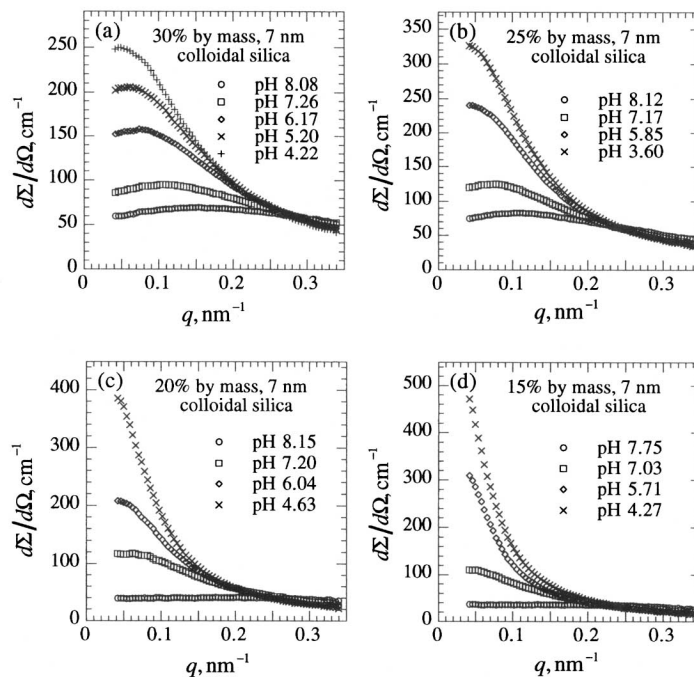 (a)
30% by mass, 7 nm
colloidal silica
pH 8.08
pH 7.26
pH 6.17
pH 5.20
pH 4.22
250
200
150
100
50
0
dΣ/dΩ, cm⁻¹
0 0.1 0.2 0.3
q, nm⁻¹
(b)
25% by mass, 7 nm
colloidal silica
pH 8.12
pH 7.17
pH 5.85
pH 3.60
350
300
250
200
150
100
50
0
dΣ/dΩ, cm⁻¹
0 0.1 0.2 0.3
q, nm⁻¹
(c)
20% by mass, 7 nm
colloidal silica
pH 8.15
pH 7.20
pH 6.04
pH 4.63
400
300
200
100
0
dΣ/dΩ, cm⁻¹
0 0.1 0.2 0.3
q, nm⁻¹
(d)
15% by mass, 7 nm
colloidal silica
pH 7.75
pH 7.03
pH 5.71
pH 4.27
500
400
300
200
100
0
dΣ/dΩ, cm⁻¹
0 0.1 0.2 0.3
q, nm⁻¹